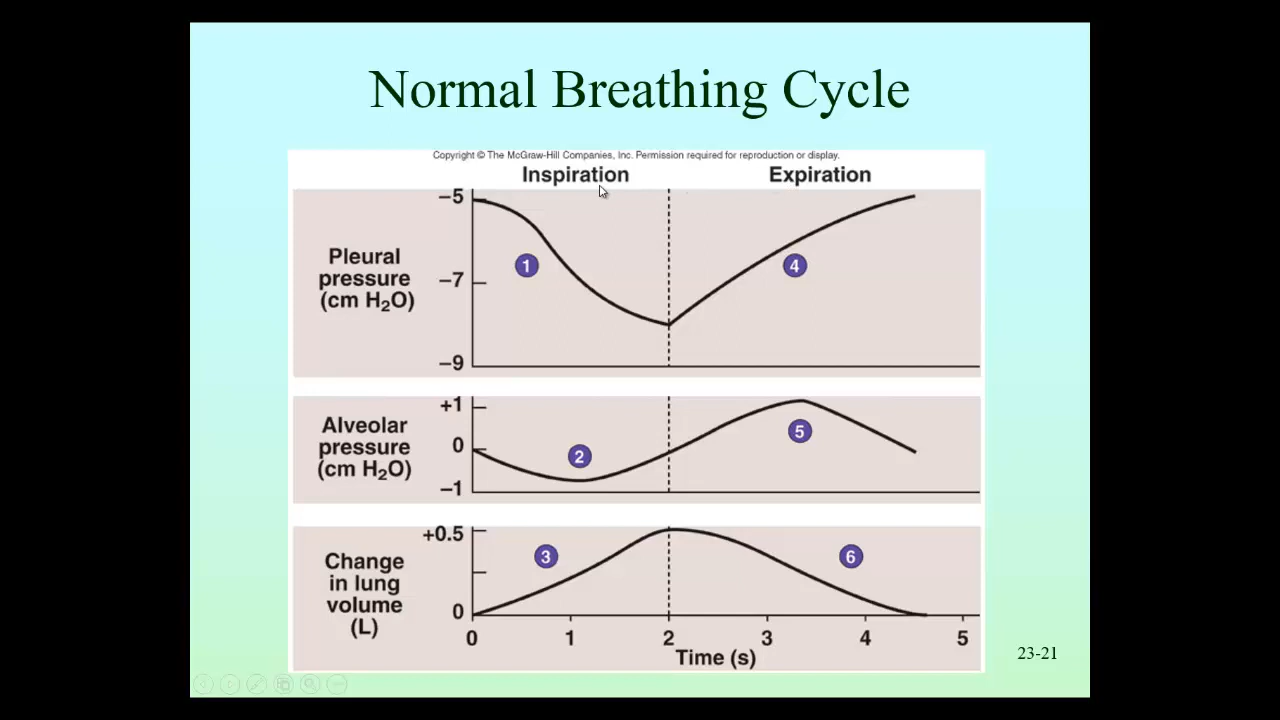 Normal Breathing Cycle
Copyright © The McGraw-Hill Companies, Inc. Permission required for reproduction or display.
Inspiration Expiration
Pleural
pressure
(cm H₂O)
–5
–7
–9
1
4
Alveolar
pressure
(cm H₂O)
+1
0
–1
2
5
Change
in lung
volume
(L)
+0.5
0
3
6
0 1 2 3 4 5
Time (s)
23-21